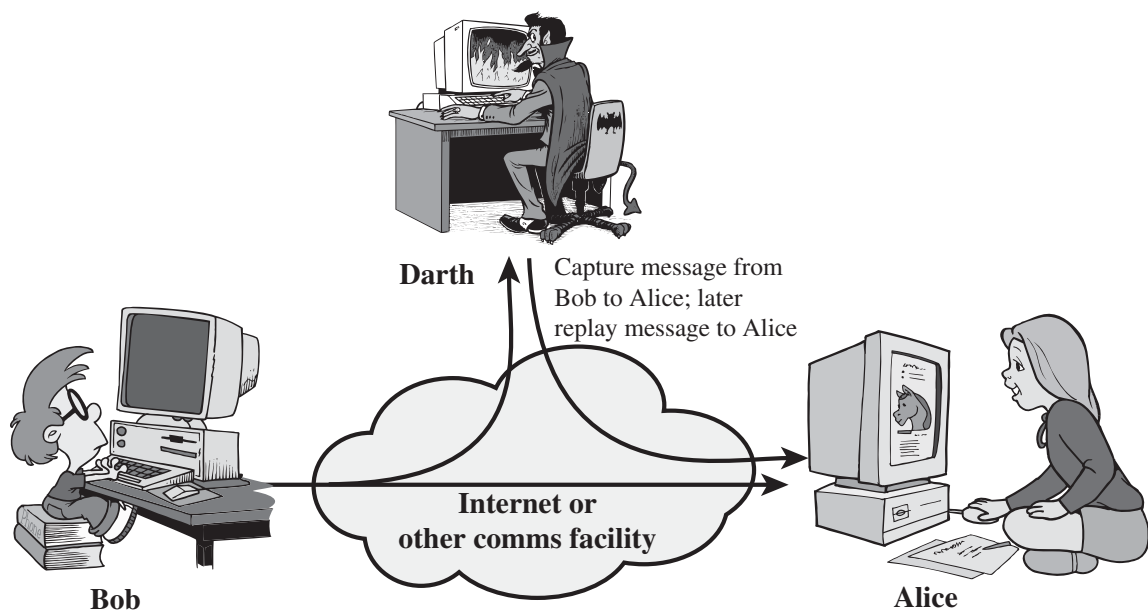 Darth
Capture message from
Bob to Alice; later
replay message to Alice
Internet or
other comms facility
Phone
Bob
Alice